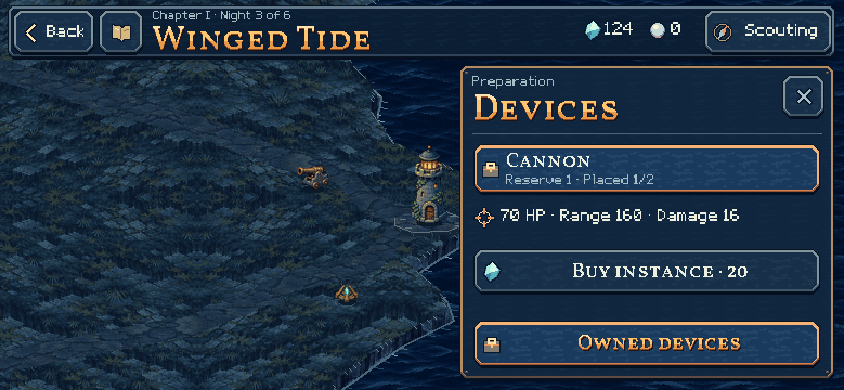 Back
Chapter I · Night 3 of 6
Winged Tide
124
0
Scouting
Preparation
Devices
Cannon
Reserve 1 · Placed 1/2
70 HP · Range 160 · Damage 16
Buy instance · 20
Owned devices